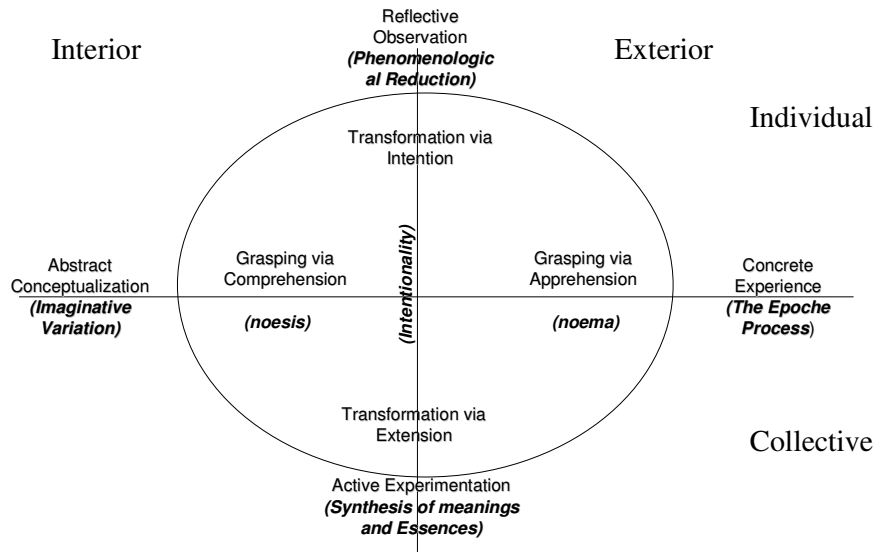 Reflective
Observation
(Phenomenologic
al Reduction)
Interior
Exterior
Individual
Transformation via
Intention
Abstract
Conceptualization
(Imaginative
Variation)
Grasping via
Comprehension
(noesis)
(Intentionality)
Grasping via
Apprehension
(noema)
Concrete
Experience
(The Epoche
Process)
Transformation via
Extension
Collective
Active Experimentation
(Synthesis of meanings
and Essences)